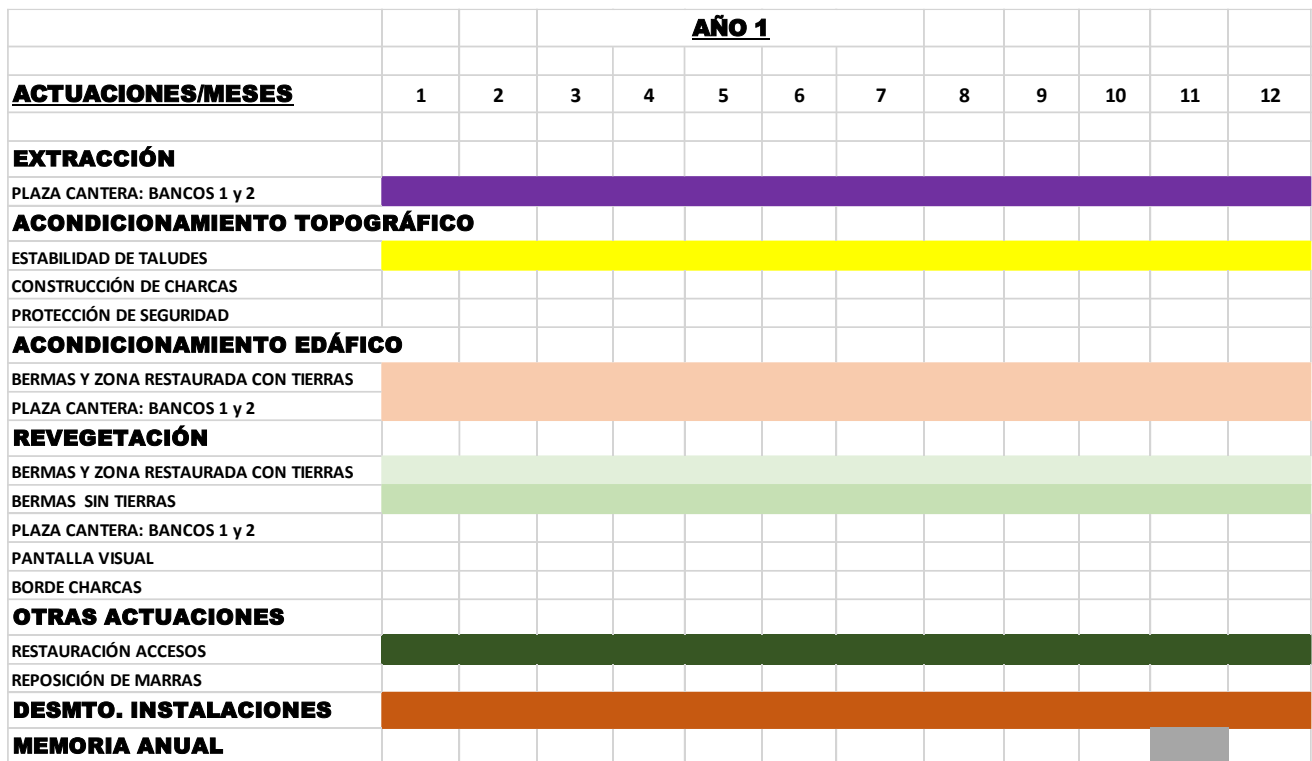 AÑO 1
ACTUACIONES/MESES 1 2 3 4 5 6 7 8 9 10 11 12
EXTRACCIÓN
PLAZA CANTERA: BANCOS 1 y 2
ACONDICIONAMIENTO TOPOGRÁFICO
ESTABILIDAD DE TALUDES
CONSTRUCCIÓN DE CHARCAS
PROTECCIÓN DE SEGURIDAD
ACONDICIONAMIENTO EDÁFICO
BERMAS Y ZONA RESTAURADA CON TIERRAS
PLAZA CANTERA: BANCOS 1 y 2
REVEGETACIÓN
BERMAS Y ZONA RESTAURADA CON TIERRAS
BERMAS SIN TIERRAS
PLAZA CANTERA: BANCOS 1 y 2
PANTALLA VISUAL
BORDE CHARCAS
OTRAS ACTUACIONES
RESTAURACIÓN ACCESOS
REPOSICIÓN DE MARRAS
DESMTO. INSTALACIONES
MEMORIA ANUAL